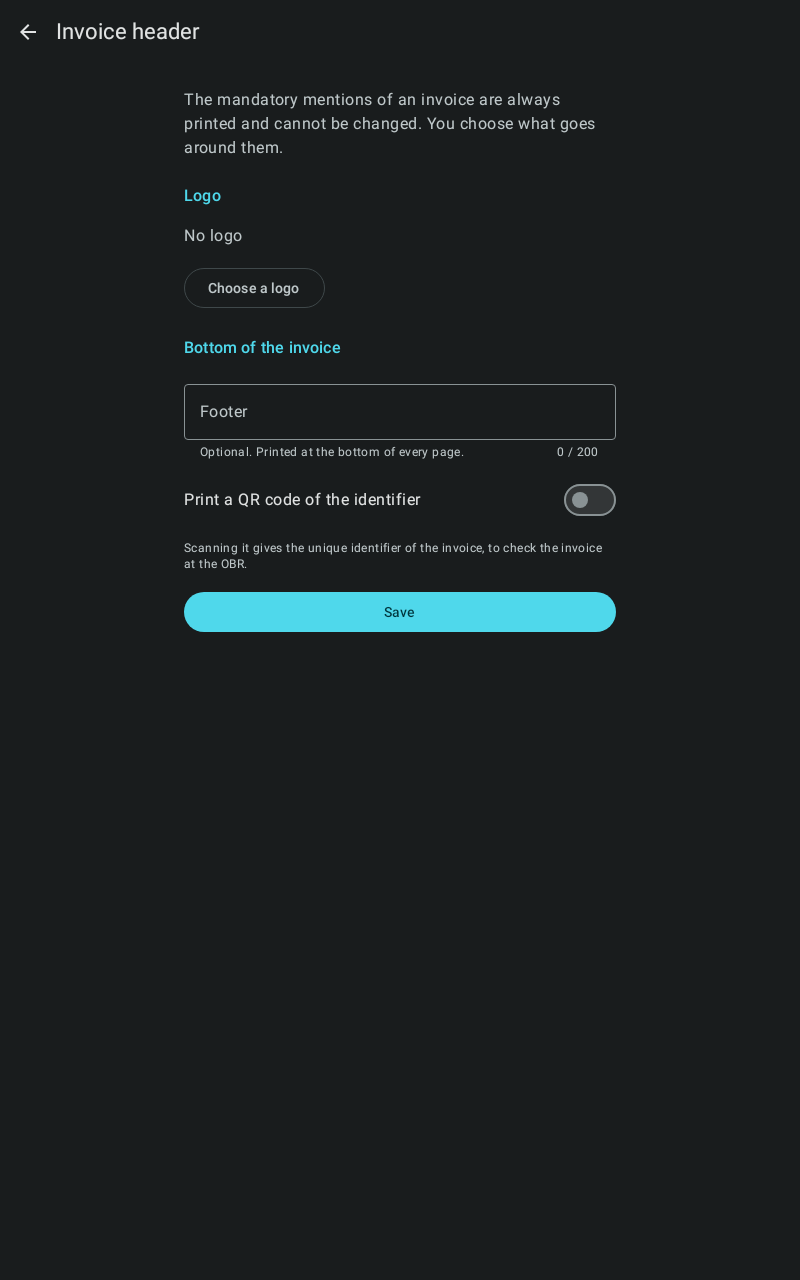 Invoice header
The mandatory mentions of an invoice are always
printed and cannot be changed. You choose what goes
around them.
Logo
No logo
Choose a logo
Bottom of the invoice
Footer
Optional. Printed at the bottom of every page. 0 / 200
Print a QR code of the identifier
Scanning it gives the unique identifier of the invoice, to check the invoice
at the OBR.
Save